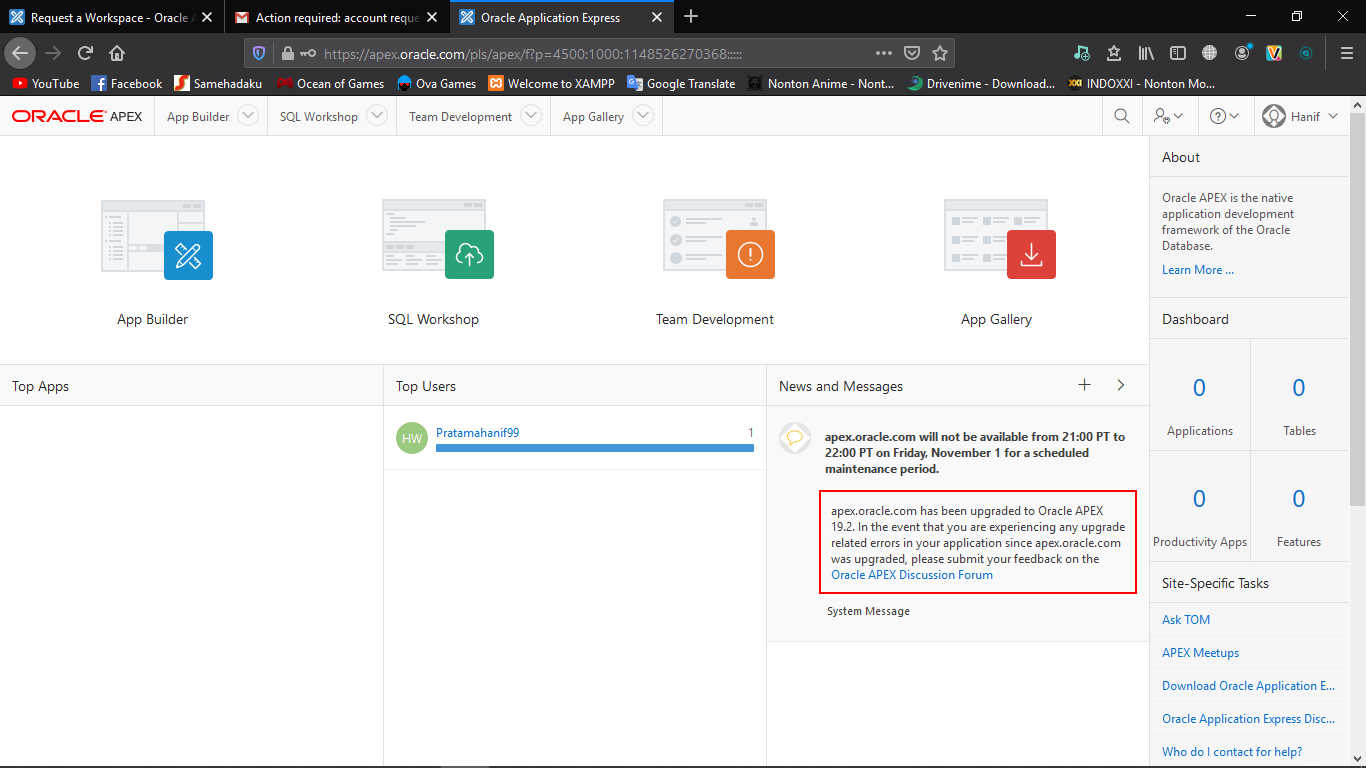 Request a Workspace - Oracle A
Action required: account reque
Oracle Application Express
https://apex.oracle.com/pls/apex/f?p=4500:1000:1148526270368:::::
YouTube
Facebook
Samehadaku
Ocean of Games
Ova Games
Welcome to XAMPP
Google Translate
Nonton Anime - Nont...
Drivenime - Download...
INDOXXI - Nonton Mo...
ORACLE APEX
App Builder
SQL Workshop
Team Development
App Gallery
Hanif
App Builder
SQL Workshop
Team Development
App Gallery
Top Apps
Top Users
HW
Pratamahanif99
1
News and Messages
apex.oracle.com will not be available from 21:00 PT to
22:00 PT on Friday, November 1 for a scheduled
maintenance period.
apex.oracle.com has been upgraded to Oracle APEX
19.2. In the event that you are experiencing any upgrade
related errors in your application since apex.oracle.com
was upgraded, please submit your feedback on the
Oracle APEX Discussion Forum
System Message
About
Oracle APEX is the native
application development
framework of the Oracle
Database.
Learn More ...
Dashboard
0
Applications
0
Tables
0
Productivity Apps
0
Features
Site-Specific Tasks
Ask TOM
APEX Meetups
Download Oracle Application E...
Oracle Application Express Disc...
Who do I contact for help?